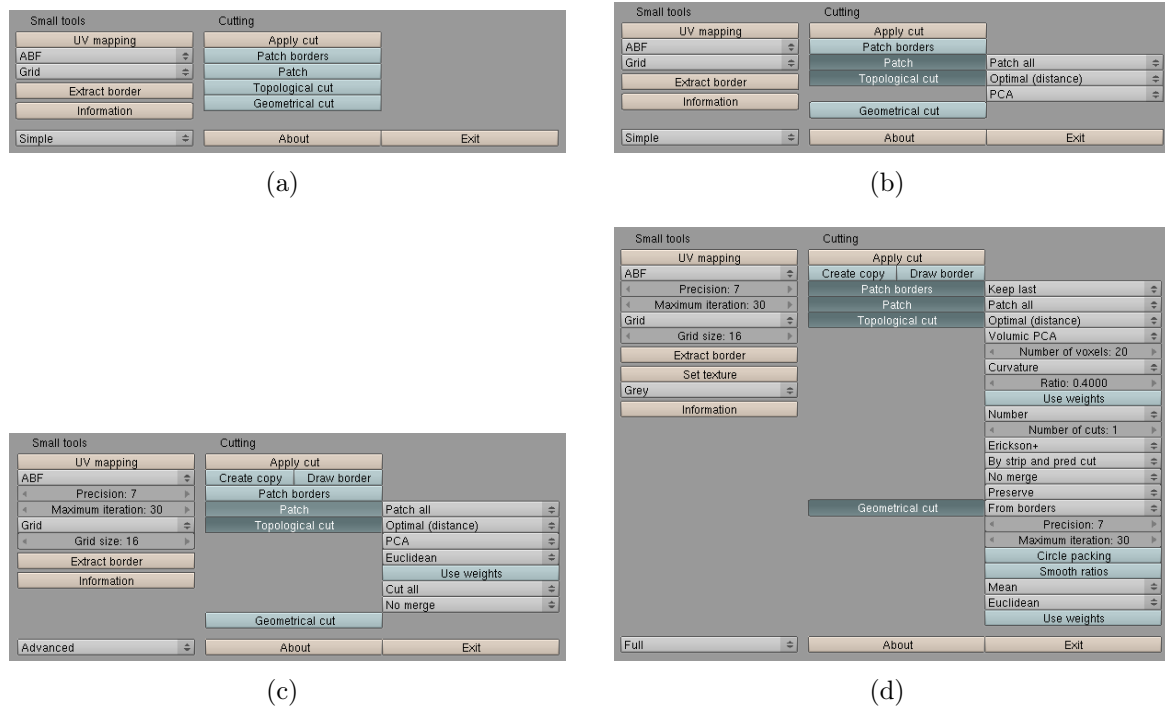 Small tools Cutting
UV mapping Apply cut
ABF Patch borders
Grid Patch
Topological cut
Extract border Geometrical cut
Information
Simple About Exit
(a)
Small tools Cutting
UV mapping Apply cut
ABF Patch borders
Grid Patch Patch all
Extract border Topological cut Optimal (distance)
PCA
Information Geometrical cut
Simple About Exit
(b)
Small tools Cutting
UV mapping Apply cut
ABF Create copy Draw border
Precision: 7 Patch borders
Maximum iteration: 30 Patch Patch all
Grid Topological cut Optimal (distance)
Grid size: 16 PCA
Extract border Euclidean
Information Use weights
Cut all
No merge
Geometrical cut
Advanced About Exit
(c)
Small tools Cutting
UV mapping Apply cut
ABF Create copy Draw border
Precision: 7 Patch borders Keep last
Maximum iteration: 30 Patch Patch all
Grid Topological cut Optimal (distance)
Grid size: 16 Volumic PCA
Extract border Number of voxels: 20
Set texture Curvature
Grey Ratio: 0.4000
Information Use weights
Number
Number of cuts: 1
Erickson+
By strip and pred cut
No merge
Preserve
Geometrical cut From borders
Precision: 7
Maximum iteration: 30
Circle packing
Smooth ratios
Mean
Euclidean
Use weights
Full About Exit
(d)